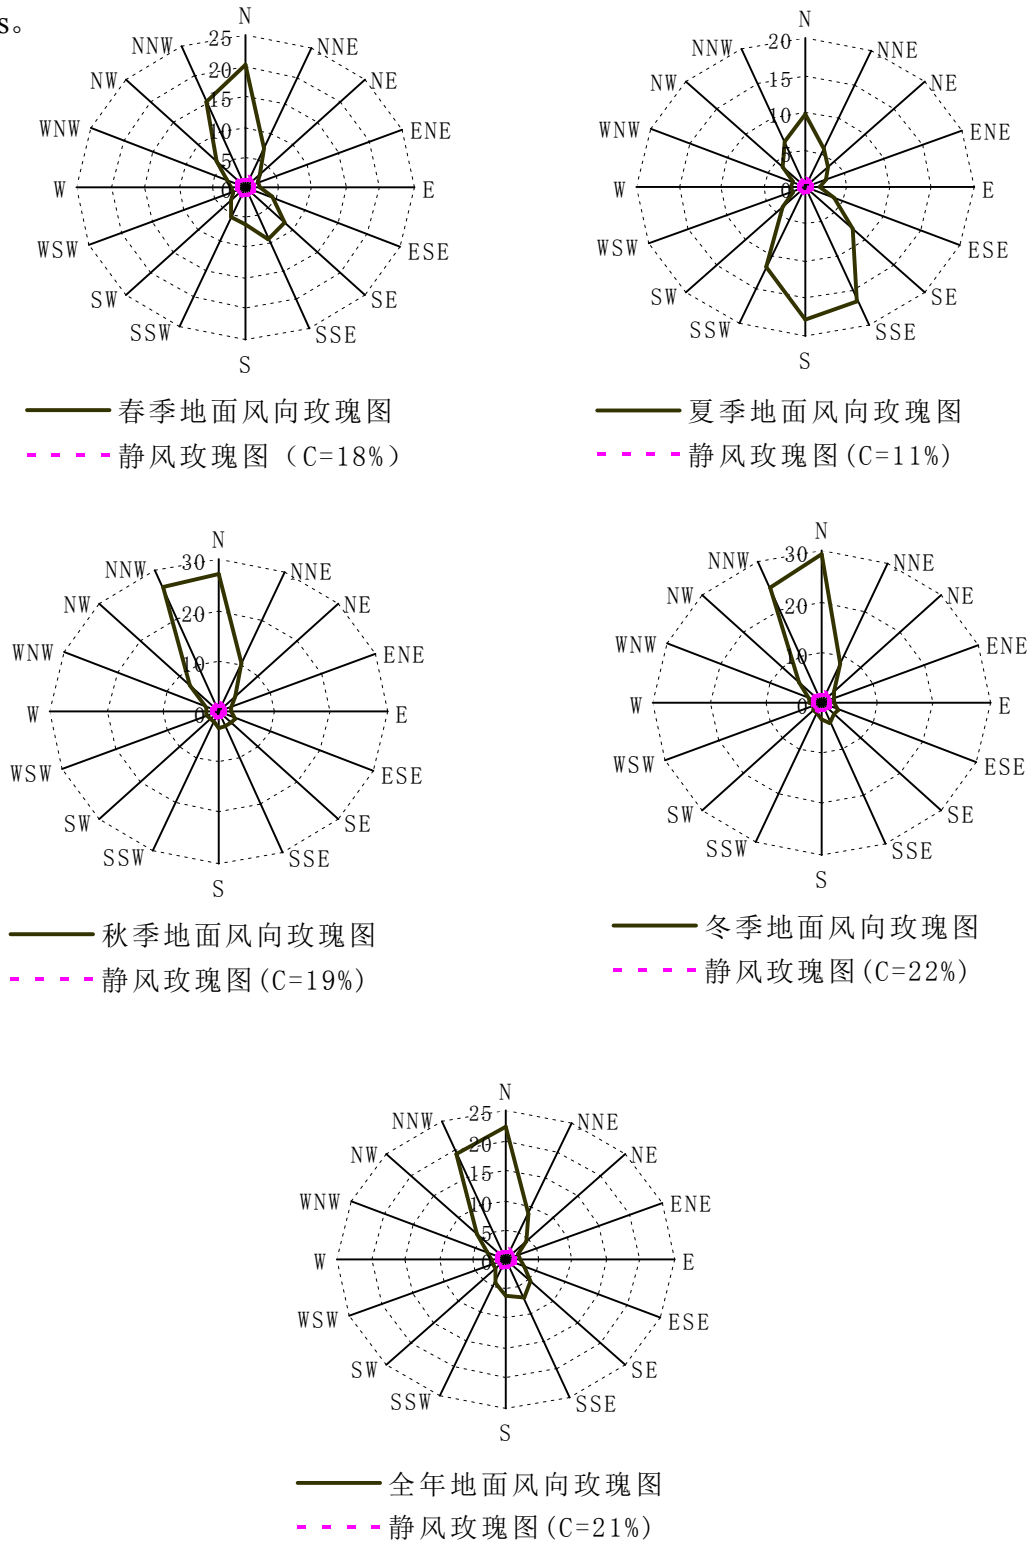 s。
N
NNE
NE
ENE
E
ESE
SE
SSE
S
SSW
SW
WSW
W
WNW
NW
NNW
25
20
15
10
5
0
春季地面风向玫瑰图
静风玫瑰图（C=18%）
N
NNE
NE
ENE
E
ESE
SE
SSE
S
SSW
SW
WSW
W
WNW
NW
NNW
20
15
10
5
0
夏季地面风向玫瑰图
静风玫瑰图(C=11%)
N
NNE
NE
ENE
E
ESE
SE
SSE
S
SSW
SW
WSW
W
WNW
NW
NNW
30
20
10
0
秋季地面风向玫瑰图
静风玫瑰图(C=19%)
N
NNE
NE
ENE
E
ESE
SE
SSE
S
SSW
SW
WSW
W
WNW
NW
NNW
30
20
10
0
冬季地面风向玫瑰图
静风玫瑰图(C=22%)
N
NNE
NE
ENE
E
ESE
SE
SSE
S
SSW
SW
WSW
W
WNW
NW
NNW
25
20
15
10
5
0
全年地面风向玫瑰图
静风玫瑰图(C=21%)